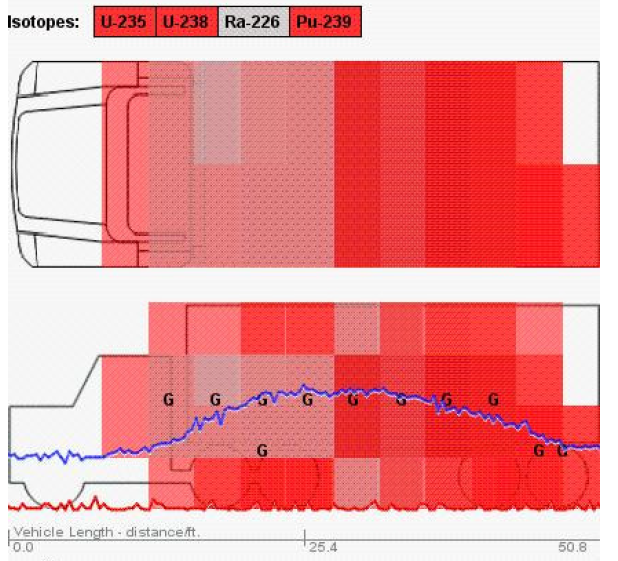 Isotopes: U-235 U-238 Ra-226 Pu-239
G G G G G G G G
G G G
Vehicle Length - distance/ft.
0.0 25.4 50.8